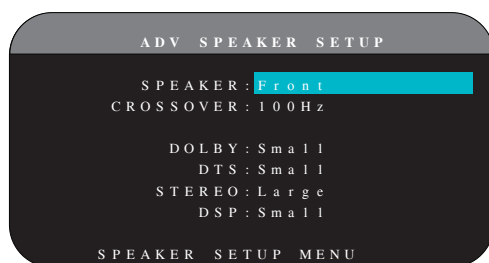 ADV SPEAKER SETUP
SPEAKER:Front
CROSSOVER:100Hz
DOLBY:Small
DTS:Small
STEREO:Large
DSP:Small
SPEAKER SETUP MENU